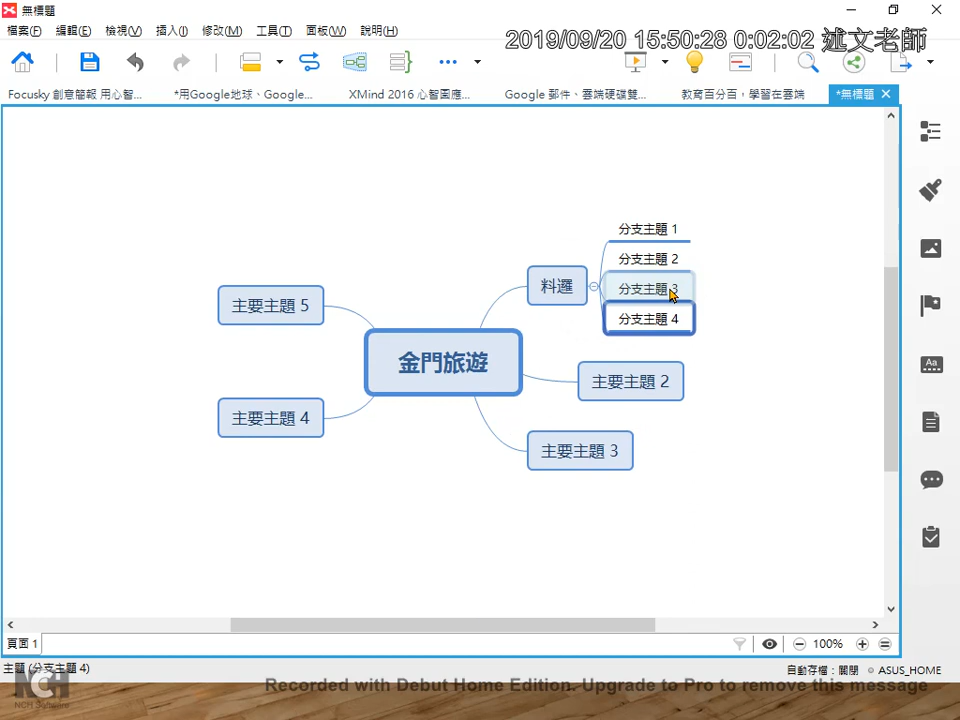 無標題
檔案(F) 編輯(E) 檢視(V) 插入(I) 修改(M) 工具(T) 面板(W) 說明(H)
2019/09/20 15:50:28 0:02:02 述文老師
Focusky 創意簡報 用心智... *用Google地球、Google... XMind 2016 心智圖應... Google 郵件、雲端硬碟雙... 教育百分百，學習在雲端 *無標題
分支主題 1
分支主題 2
料邏 分支主題 3
分支主題 4
主要主題 5
金門旅遊
主要主題 2
主要主題 4
主要主題 3
Aa
頁面 1 100%
主題 (分支主題 4) 自動存檔：關閉 ASUS_HOME
Recorded with Debut Home Edition. Upgrade to Pro to remove this message
NCH Software